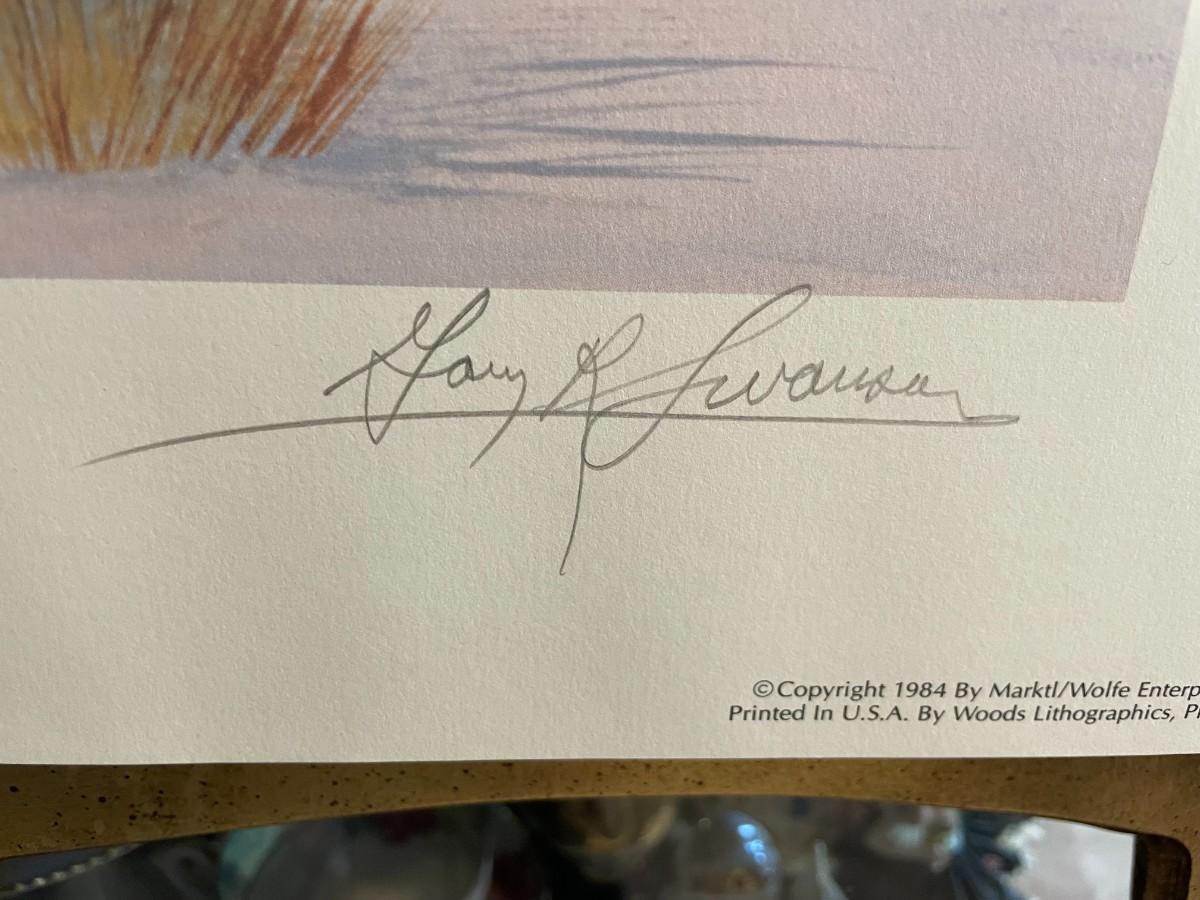 Gary R Swanson
©Copyright 1984 By Marktl/Wolfe Enterp
Printed In U.S.A. By Woods Lithographics, P